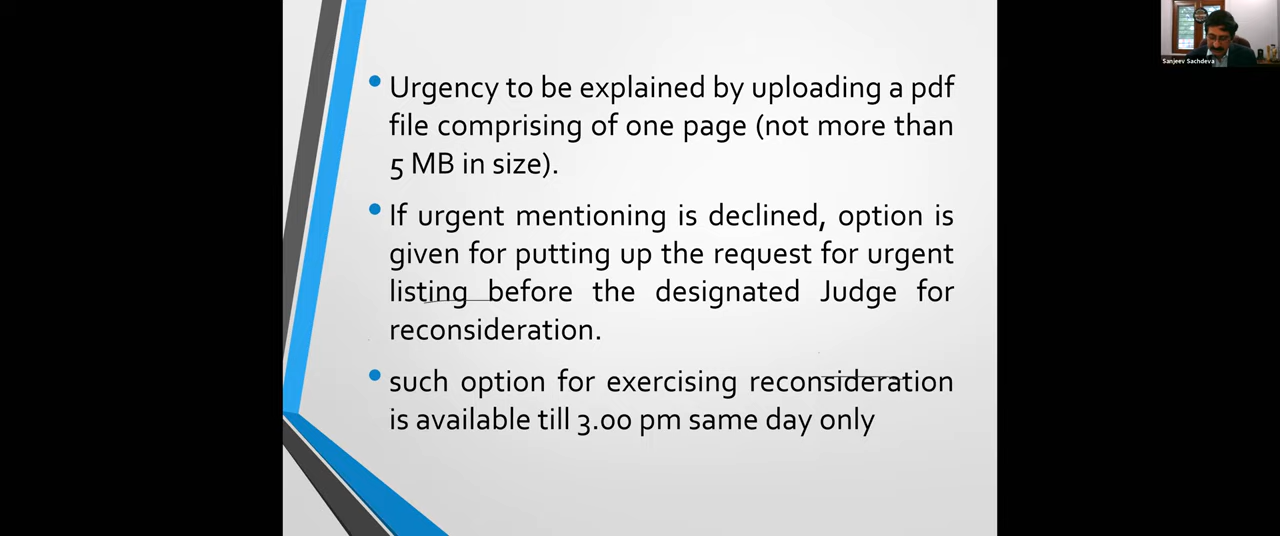 Urgency to be explained by uploading a pdf
file comprising of one page (not more than
5 MB in size).
If urgent mentioning is declined, option is
given for putting up the request for urgent
listing before the designated Judge for
reconsideration.
such option for exercising reconsideration
is available till 3.00 pm same day only
Sanjeev Sachdeva